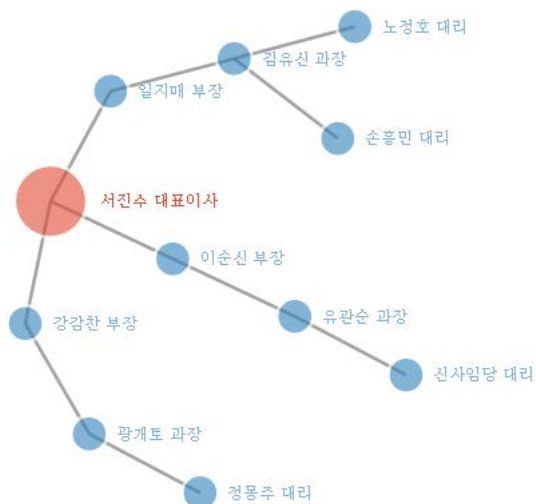 노정호 대리
김유신 과장
일지매 부장
손흥민 대리
서진수 대표이사
이순신 부장
유관순 과장
강감찬 부장
신사임당 대리
광개토 과장
정몽주 대리